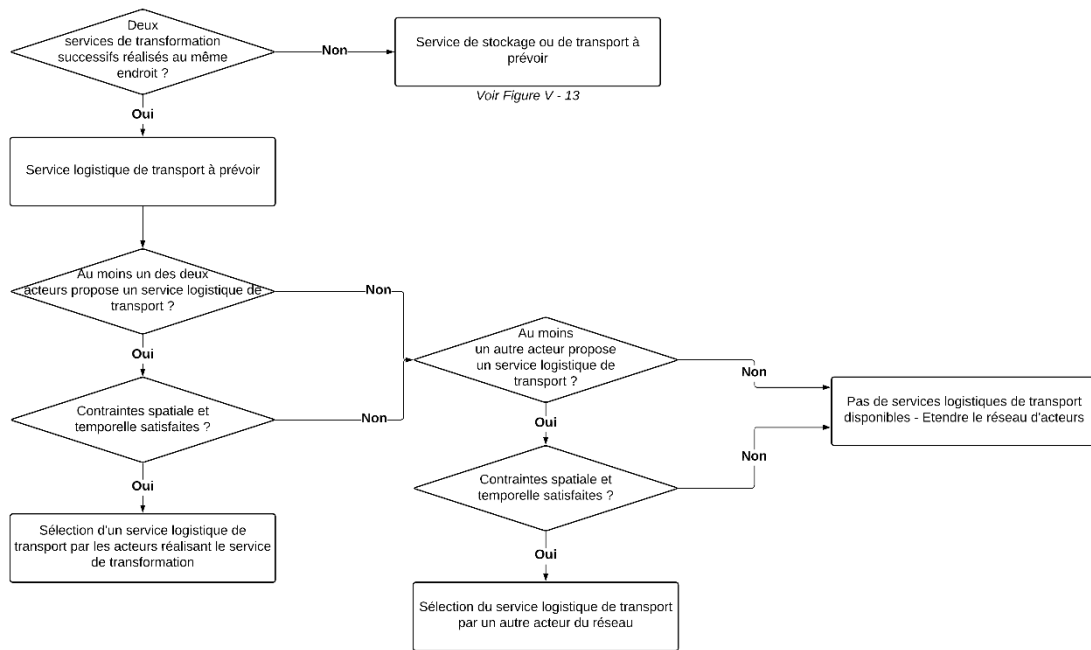 Deux
services de transformation
successifs réalisés au même
endroit ?
Non
Service de stockage ou de transport à
prévoir
Voir Figure V - 13
Oui
Service logistique de transport à prévoir
Au moins un des deux
acteurs propose un service logistique de
transport ?
Non
Oui
Contraintes spatiale et
temporelle satisfaites ?
Non
Oui
Sélection d'un service logistique de
transport par les acteurs réalisant le service
de transformation
Au moins
un autre acteur propose
un service logistique de
transport ?
Non
Oui
Pas de services logistiques de transport
disponibles - Etendre le réseau d'acteurs
Contraintes spatiale et
temporelle satisfaites ?
Non
Oui
Sélection du service logistique de transport
par un autre acteur du réseau